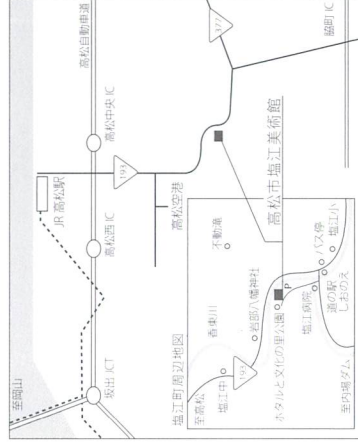 至岡山
JR 高松駅
高松自動車道
坂出 JCT
高松西 IC
高松中央 IC
193
377
高松空港
脇町 IC
高松市塩江美術館
塩江町周辺地図
至高松
塩江中
193
香東川
不動滝
岩部八幡神社
ホタルと文化の里公園
P
塩江病院
道の駅
しおのえ
バス停
塩江小
至内場ダム